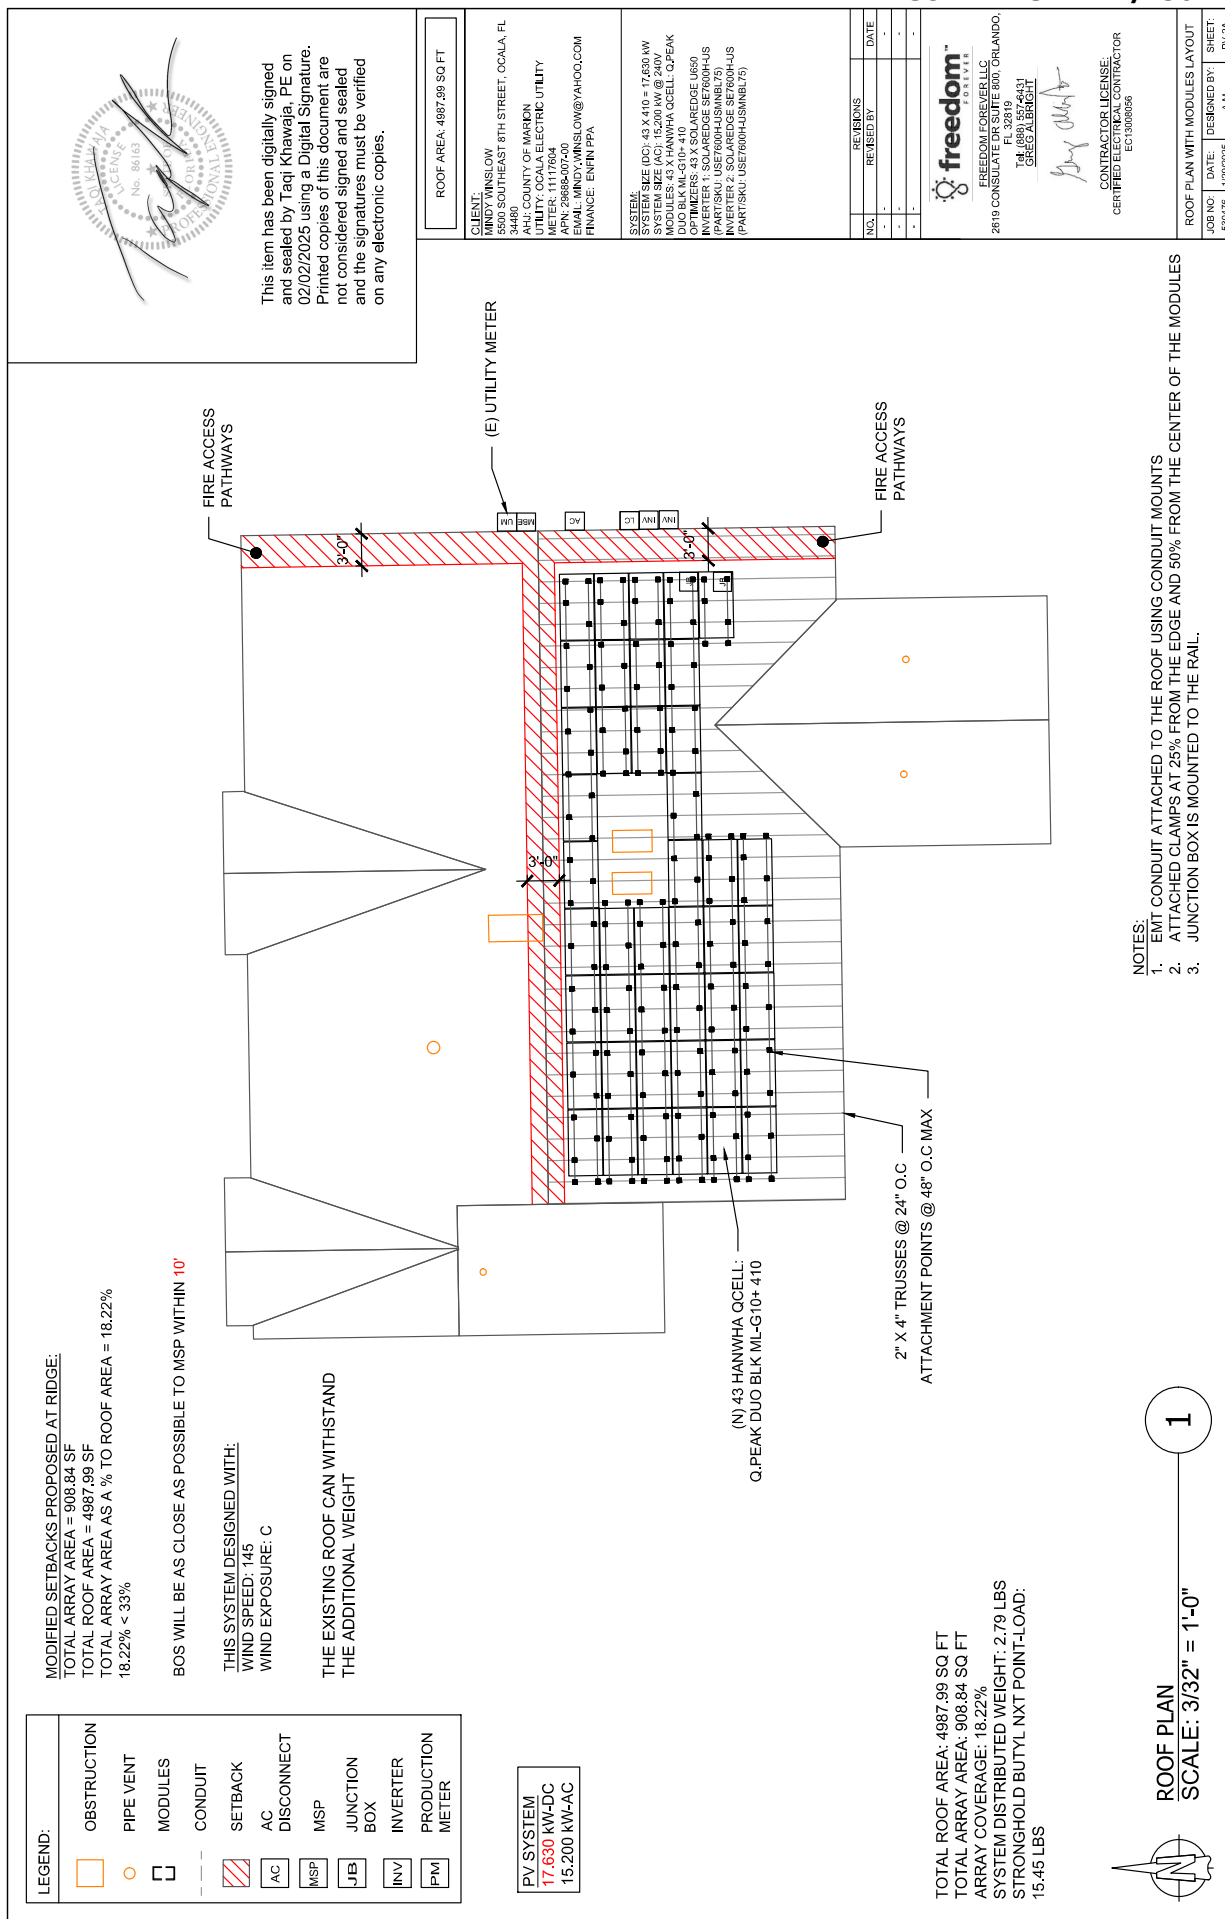 MODIFIED SETBACKS PROPOSED AT RIDGE:
TOTAL ARRAY AREA = 908.84 SF
TOTAL ROOF AREA = 4987.99 SF
TOTAL ARRAY AREA AS A % TO ROOF AREA = 18.22%
18.22% < 33%
BOS WILL BE AS CLOSE AS POSSIBLE TO MSP WITHIN 10'
THIS SYSTEM DESIGNED WITH:
WIND SPEED: 145
WIND EXPOSURE: C
THE EXISTING ROOF CAN WITHSTAND
THE ADDITIONAL WEIGHT
LEGEND:
OBSTRUCTION
PIPE VENT
MODULES
CONDUIT
SETBACK
AC
AC
DISCONNECT
MSP
MSP
JB
JUNCTION
BOX
INV
INVERTER
PM
PRODUCTION
METER
PV SYSTEM
17.630 kW-DC
15.200 kW-AC
TOTAL ROOF AREA: 4987.99 SQ FT
TOTAL ARRAY AREA: 908.84 SQ FT
ARRAY COVERAGE: 18.22%
SYSTEM DISTRIBUTED WEIGHT: 2.79 LBS
STRONGHOLD BUTYL NXT POINT-LOAD:
15.45 LBS
N
ROOF PLAN
SCALE: 3/32" = 1'-0"
1
FIRE ACCESS
PATHWAYS
(E) UTILITY METER
UM
MBE
AC
LC
INV
INV
3'-0"
3'-0"
3'-0"
JB
JB
FIRE ACCESS
PATHWAYS
(N) 43 HANWHA QCELL:
Q.PEAK DUO BLK ML-G10+ 410
2" X 4" TRUSSES @ 24" O.C
ATTACHMENT POINTS @ 48" O.C MAX
NOTES:
1. EMT CONDUIT ATTACHED TO THE ROOF USING CONDUIT MOUNTS
2. ATTACHED CLAMPS AT 25% FROM THE EDGE AND 50% FROM THE CENTER OF THE MODULES
3. JUNCTION BOX IS MOUNTED TO THE RAIL.
TAQI KHAWAJA
LICENSE
No. 86163
PROFESSIONAL ENGINEER
This item has been digitally signed
and sealed by Taqi Khawaja, PE on
02/02/2025 using a Digital Signature.
Printed copies of this document are
not considered signed and sealed
and the signatures must be verified
on any electronic copies.
ROOF AREA: 4987.99 SQ FT
CLIENT:
MINDY WINSLOW
5500 SOUTHEAST 8TH STREET, OCALA, FL
34480
AHJ: COUNTY OF MARION
UTILITY: OCALA ELECTRIC UTILITY
METER: 11117604
APN: 29688-007-00
EMAIL: MINDY.WINSLOW@YAHOO.COM
FINANCE: ENFIN PPA
SYSTEM:
SYSTEM SIZE (DC): 43 X 410 = 17.630 kW
SYSTEM SIZE (AC): 15.200 kW @ 240V
MODULES: 43 X HANWHA QCELL: Q.PEAK
DUO BLK ML-G10+ 410
OPTIMIZERS: 43 X SOLAREDGE U650
INVERTER 1: SOLAREDGE SE7600H-US
(PART/SKU: USE7600H-USMNBL75)
INVERTER 2: SOLAREDGE SE7600H-US
(PART/SKU: USE7600H-USMNBL75)
REVISIONS
NO. REVISED BY DATE
- - -
- - -
- - -
freedom
FOREVER
FREEDOM FOREVER LLC
2619 CONSULATE DR SUITE 800, ORLANDO,
FL 32819
Tel: (888) 557-6431
GREG ALBRIGHT
CONTRACTOR LICENSE:
CERTIFIED ELECTRICAL CONTRACTOR
EC13008056
ROOF PLAN WITH MODULES LAYOUT
JOB NO: DATE: DESIGNED BY: SHEET: